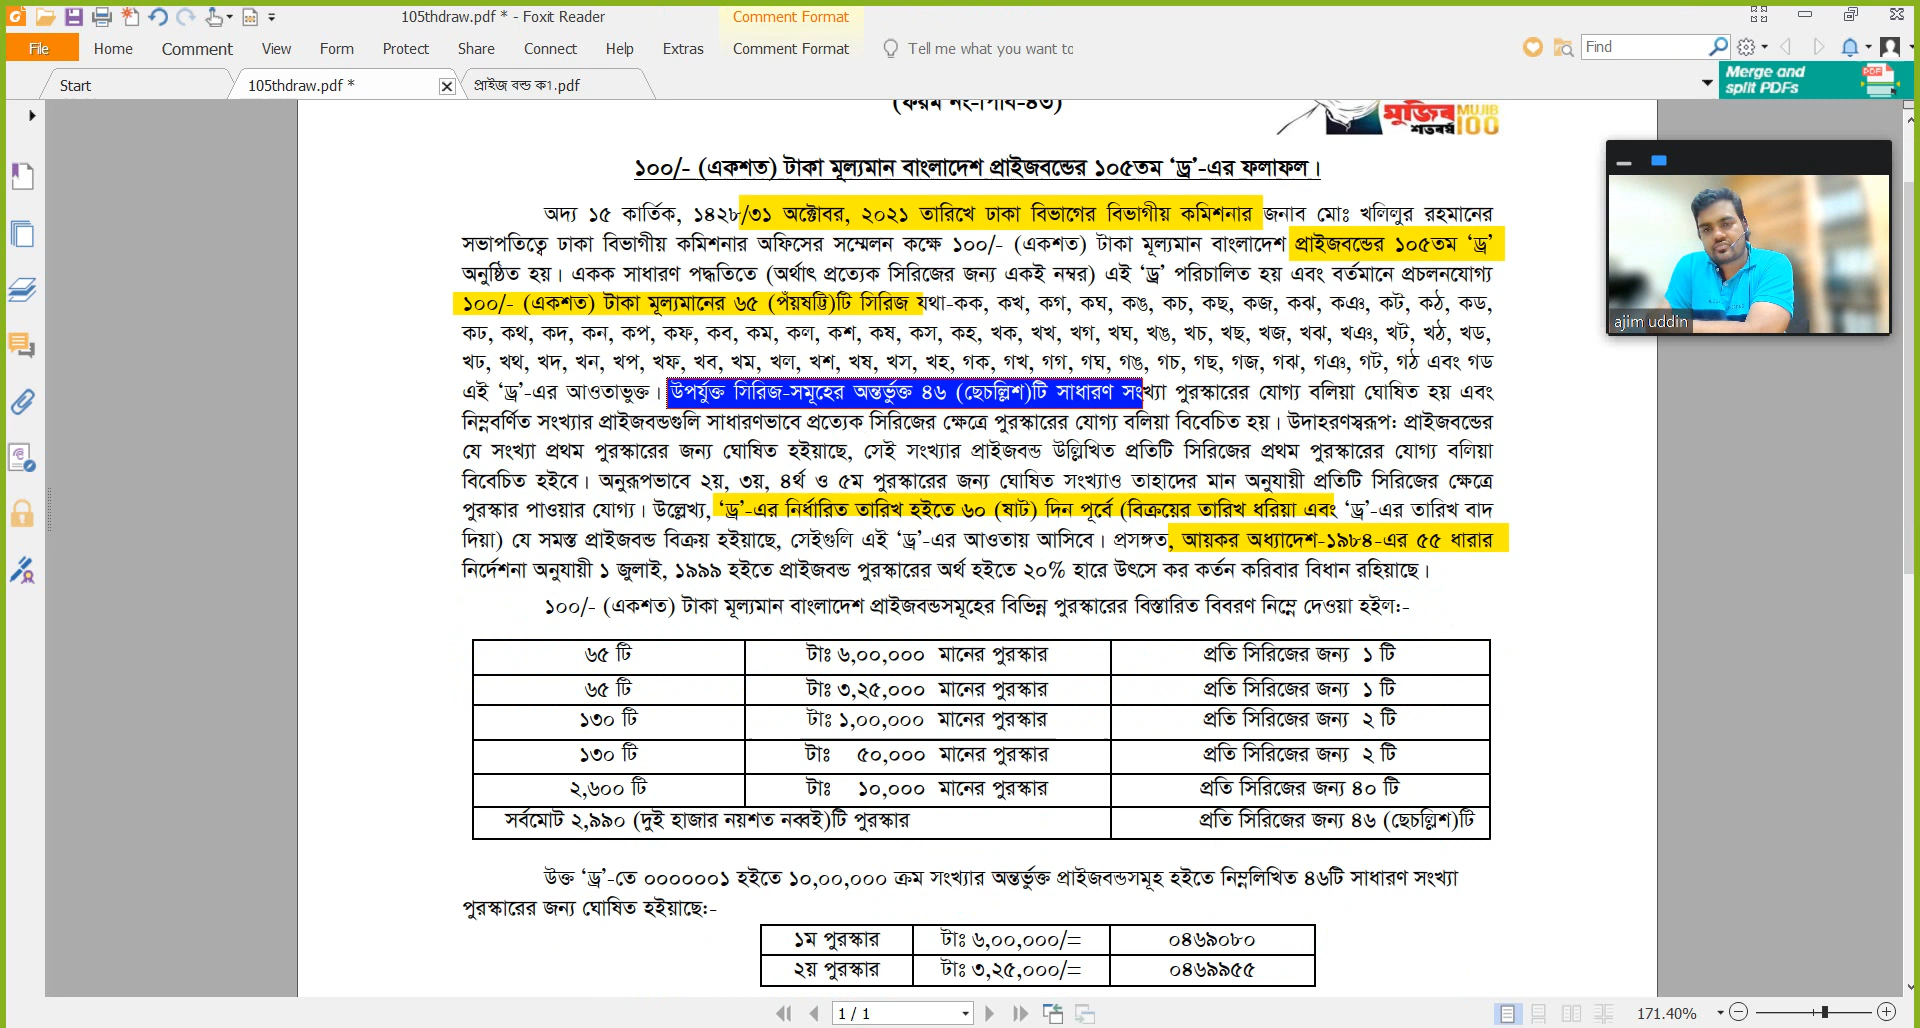 105thdraw.pdf * - Foxit Reader
Comment Format
File Home Comment View Form Protect Share Connect Help Extras Comment Format Tell me what you want to Find
Start 105thdraw.pdf * প্রাইজ বন্ড ক1.pdf
Merge and split PDFs
PDF
(ফরম নং-পিবি-৪৩)
মুজিব শতবর্ষ MUJIB 100
১০০/- (একশত) টাকা মূল্যমান বাংলাদেশ প্রাইজবন্ডের ১০৫তম ‘ড্র’-এর ফলাফল।
অদ্য ১৫ কার্তিক, ১৪২৮/৩১ অক্টোবর, ২০২১ তারিখে ঢাকা বিভাগের বিভাগীয় কমিশনার জনাব মোঃ খলিলুর রহমানের
সভাপতিত্বে ঢাকা বিভাগীয় কমিশনার অফিসের সম্মেলন কক্ষে ১০০/- (একশত) টাকা মূল্যমান বাংলাদেশ প্রাইজবন্ডের ১০৫তম ‘ড্র’
অনুষ্ঠিত হয়। একক সাধারণ পদ্ধতিতে (অর্থাৎ প্রত্যেক সিরিজের জন্য একই নম্বর) এই ‘ড্র’ পরিচালিত হয় এবং বর্তমানে প্রচলনযোগ্য
১০০/- (একশত) টাকা মূল্যমানের ৬৫ (পঁয়ষট্টি)টি সিরিজ যথা-কক, কখ, কগ, কঘ, কঙ, কচ, কছ, কজ, কঝ, কঞ, কট, কঠ, কড,
কঢ, কথ, কদ, কন, কপ, কফ, কব, কম, কল, কশ, কষ, কস, কহ, খক, খখ, খগ, খঘ, খঙ, খচ, খছ, খজ, খঝ, খঞ, খট, খঠ, খড,
খঢ, খথ, খদ, খন, খপ, খফ, খব, খম, খল, খশ, খষ, খস, খহ, গক, গখ, গগ, গঘ, গঙ, গচ, গছ, গজ, গঝ, গঞ, গট, গঠ এবং গড
এই ‘ড্র’-এর আওতাভুক্ত। উপর্যুক্ত সিরিজ-সমূহের অন্তর্ভুক্ত ৪৬ (ছেচল্লিশ)টি সাধারণ সংখ্যা পুরস্কারের যোগ্য বলিয়া ঘোষিত হয় এবং
নিম্নবর্ণিত সংখ্যার প্রাইজবন্ডগুলি সাধারণভাবে প্রত্যেক সিরিজের ক্ষেত্রে পুরস্কারের যোগ্য বলিয়া বিবেচিত হয়। উদাহরণস্বরূপ: প্রাইজবন্ডের
যে সংখ্যা প্রথম পুরস্কারের জন্য ঘোষিত হইয়াছে, সেই সংখ্যার প্রাইজবন্ড উল্লিখিত প্রতিটি সিরিজের প্রথম পুরস্কারের যোগ্য বলিয়া
বিবেচিত হইবে। অনুরূপভাবে ২য়, ৩য়, ৪র্থ ও ৫ম পুরস্কারের জন্য ঘোষিত সংখ্যাও তাহাদের মান অনুযায়ী প্রতিটি সিরিজের ক্ষেত্রে
পুরস্কার পাওয়ার যোগ্য। উল্লেখ্য, ‘ড্র’-এর নির্ধারিত তারিখ হইতে ৬০ (ষাট) দিন পূর্বে (বিক্রয়ের তারিখ ধরিয়া এবং ‘ড্র’-এর তারিখ বাদ
দিয়া) যে সমস্ত প্রাইজবন্ড বিক্রয় হইয়াছে, সেইগুলি এই ‘ড্র’-এর আওতায় আসিবে। প্রসঙ্গত, আয়কর অধ্যাদেশ-১৯৮৪-এর ৫৫ ধারার
নির্দেশনা অনুযায়ী ১ জুলাই, ১৯৯৯ হইতে প্রাইজবন্ড পুরস্কারের অর্থ হইতে ২০% হারে উৎসে কর কর্তন করিবার বিধান রহিয়াছে।
১০০/- (একশত) টাকা মূল্যমান বাংলাদেশ প্রাইজবন্ডসমূহের বিভিন্ন পুরস্কারের বিস্তারিত বিবরণ নিম্নে দেওয়া হইল:-
৬৫ টি টাঃ ৬,০০,০০০ মানের পুরস্কার প্রতি সিরিজের জন্য ১ টি
৬৫ টি টাঃ ৩,২৫,০০০ মানের পুরস্কার প্রতি সিরিজের জন্য ১ টি
১৩০ টি টাঃ ১,০০,০০০ মানের পুরস্কার প্রতি সিরিজের জন্য ২ টি
১৩০ টি টাঃ ৫০,০০০ মানের পুরস্কার প্রতি সিরিজের জন্য ২ টি
২,৬০০ টি টাঃ ১০,০০০ মানের পুরস্কার প্রতি সিরিজের জন্য ৪০ টি
সর্বমোট ২,৯৯০ (দুই হাজার নয়শত নব্বই)টি পুরস্কার প্রতি সিরিজের জন্য ৪৬ (ছেচল্লিশ)টি
উক্ত ‘ড্র’-তে ০০০০০০১ হইতে ১০,০০,০০০ ক্রম সংখ্যার অন্তর্ভুক্ত প্রাইজবন্ডসমূহ হইতে নিম্নলিখিত ৪৬টি সাধারণ সংখ্যা
পুরস্কারের জন্য ঘোষিত হইয়াছে:-
১ম পুরস্কার টাঃ ৬,০০,০০০/= ০৪৬৯০৮০
২য় পুরস্কার টাঃ ৩,২৫,০০০/= ০৪৬৯৯৫৫
ajim uddin
1 / 1 171.40%